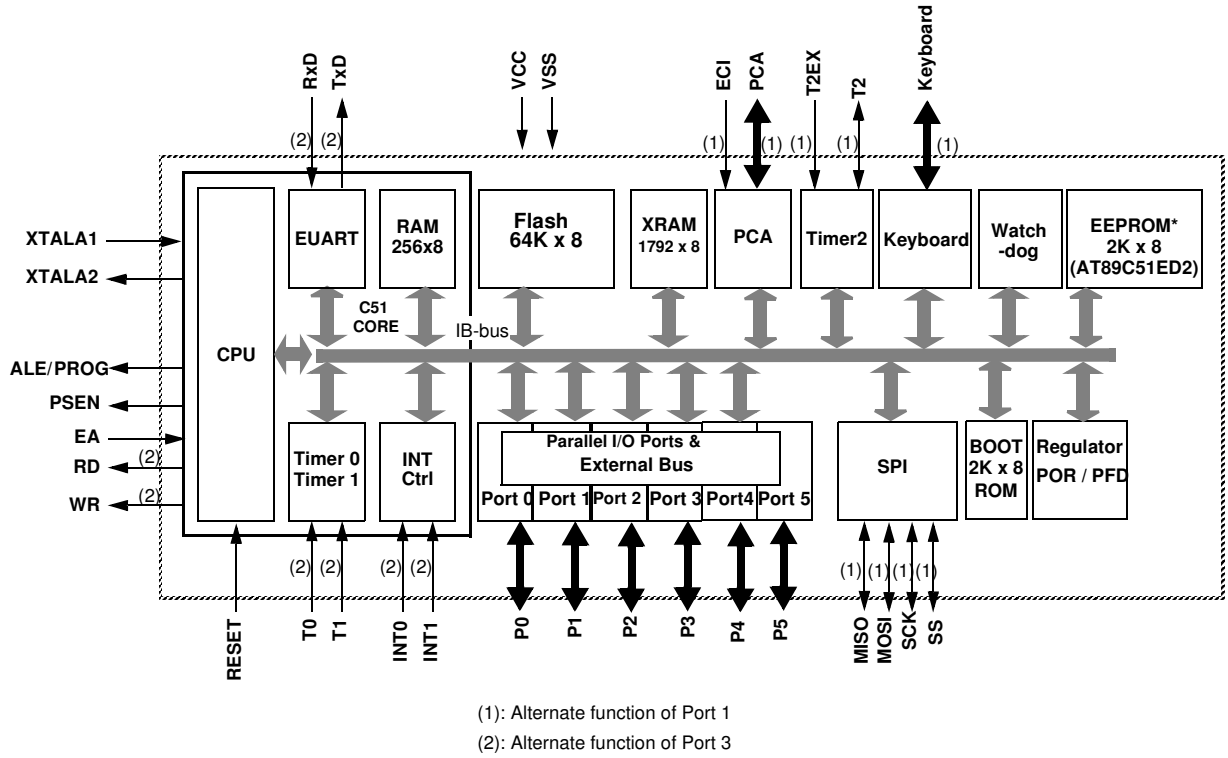 RxD
TxD
VCC
VSS
ECI
PCA
T2EX
T2
Keyboard
(2)
(2)
(1)
(1)
(1)
(1)
(1)
XTALA1
XTALA2
ALE/PROG
PSEN
EA
RD
(2)
WR
(2)
CPU
EUART
RAM
256x8
C51
CORE
IB-bus
Flash
64K x 8
XRAM
1792 x 8
PCA
Timer2
Keyboard
Watch
-dog
EEPROM*
2K x 8
(AT89C51ED2)
Timer 0
Timer 1
INT
Ctrl
Parallel I/O Ports &
External Bus
Port 0
Port 1
Port 2
Port 3
Port4
Port 5
SPI
BOOT
2K x 8
ROM
Regulator
POR / PFD
(2)
(2)
(2)
(2)
(1)
(1)
(1)
(1)
RESET
T0
T1
INT0
INT1
P0
P1
P2
P3
P4
P5
MISO
MOSI
SCK
SS
(1): Alternate function of Port 1
(2): Alternate function of Port 3